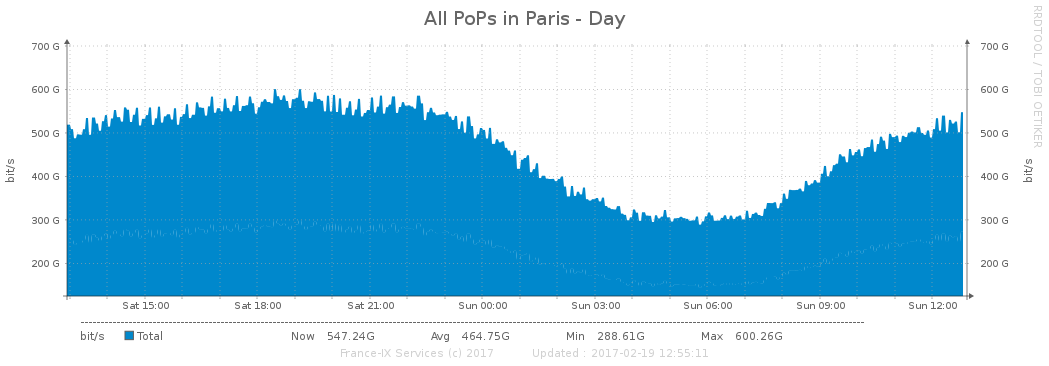 All PoPs in Paris - Day
RRDTOOL / TOBI OETIKER
700 G 700 G
600 G 600 G
500 G 500 G
400 G 400 G
300 G 300 G
200 G 200 G
bit/s bit/s
Sat 15:00 Sat 18:00 Sat 21:00 Sun 00:00 Sun 03:00 Sun 06:00 Sun 09:00 Sun 12:00
bit/s Total Now 547.24G Avg 464.75G Min 288.61G Max 600.26G
France-IX Services (c) 2017 Updated : 2017-02-19 12:55:11